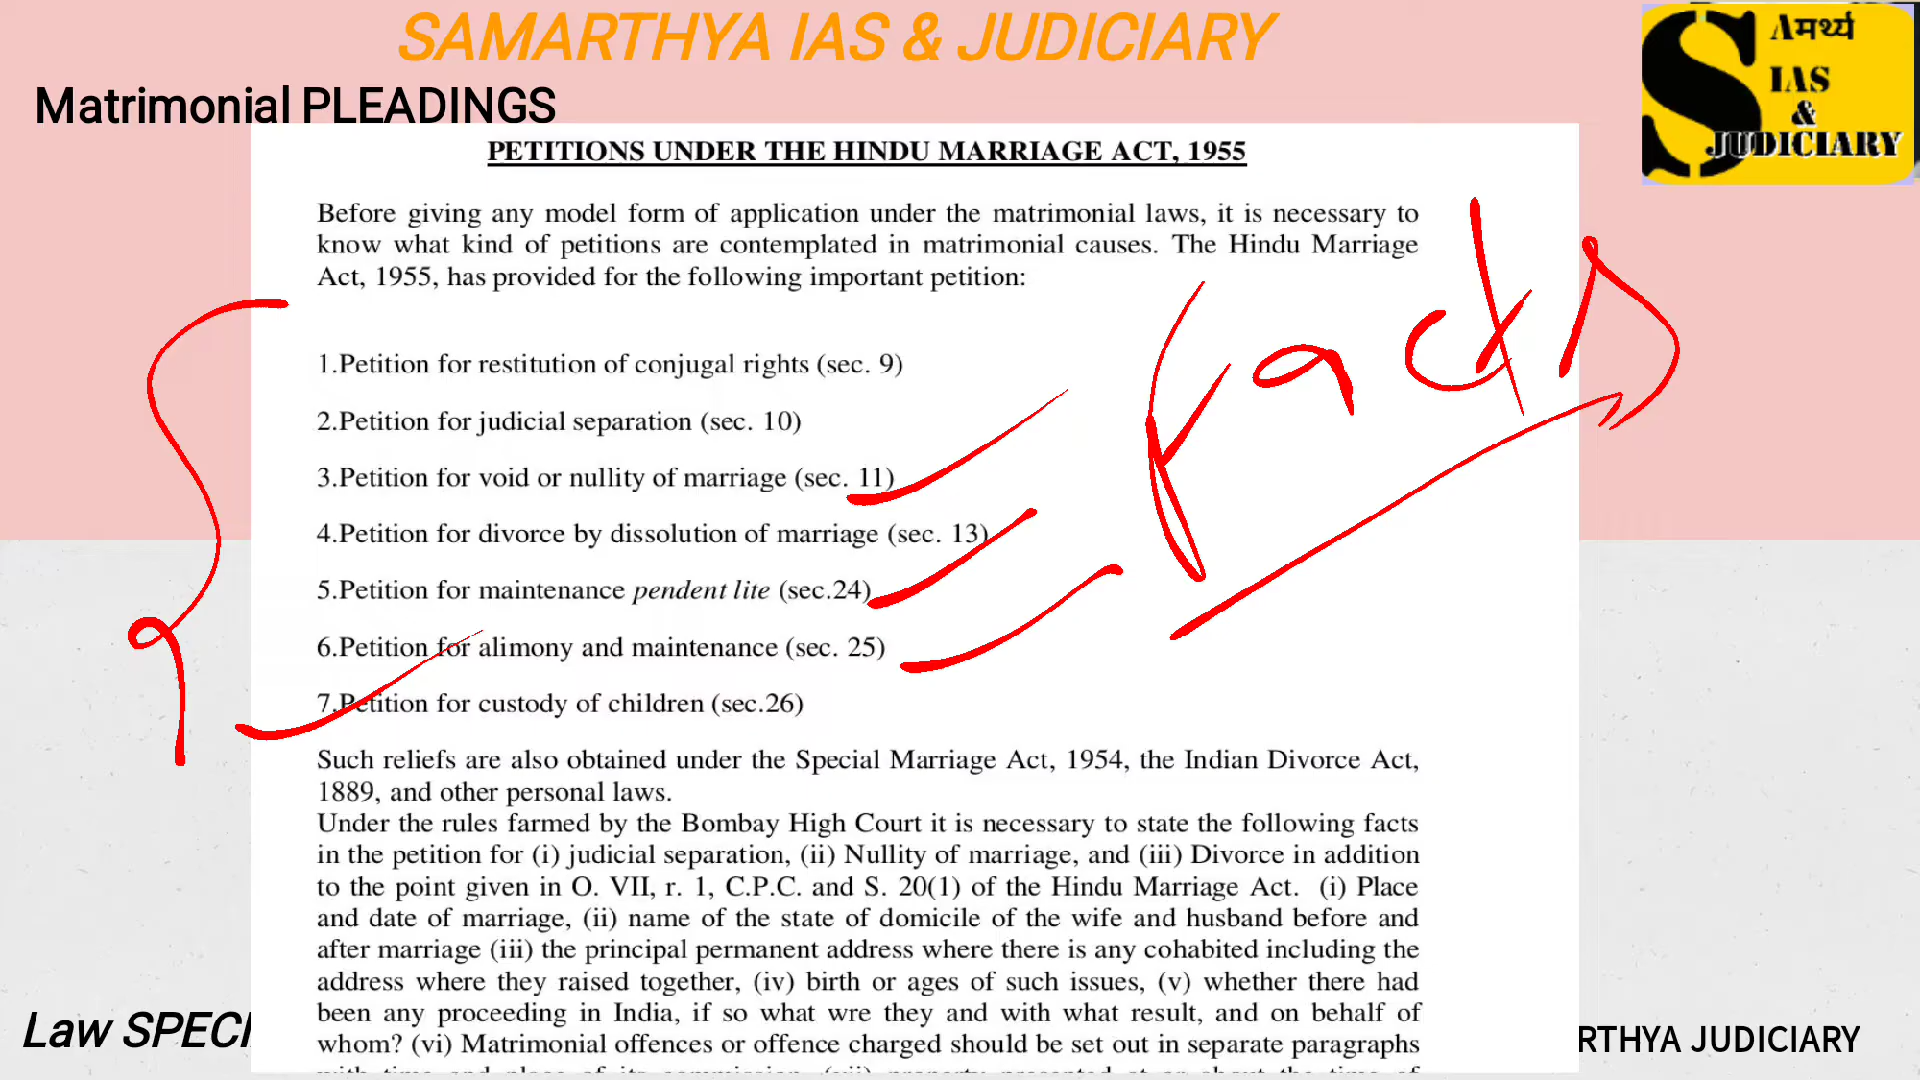 SAMARTHYA IAS & JUDICIARY
Matrimonial PLEADINGS
Aमर्थ्य
IAS
&
JUDICIARY
PETITIONS UNDER THE HINDU MARRIAGE ACT, 1955
Before giving any model form of application under the matrimonial laws, it is necessary to
know what kind of petitions are contemplated in matrimonial causes. The Hindu Marriage
Act, 1955, has provided for the following important petition:
1.Petition for restitution of conjugal rights (sec. 9)
2.Petition for judicial separation (sec. 10)
3.Petition for void or nullity of marriage (sec. 11)
4.Petition for divorce by dissolution of marriage (sec. 13)
5.Petition for maintenance pendent lite (sec.24)
6.Petition for alimony and maintenance (sec. 25)
7.Petition for custody of children (sec.26)
facts
Such reliefs are also obtained under the Special Marriage Act, 1954, the Indian Divorce Act,
1889, and other personal laws.
Under the rules farmed by the Bombay High Court it is necessary to state the following facts
in the petition for (i) judicial separation, (ii) Nullity of marriage, and (iii) Divorce in addition
to the point given in O. VII, r. 1, C.P.C. and S. 20(1) of the Hindu Marriage Act. (i) Place
and date of marriage, (ii) name of the state of domicile of the wife and husband before and
after marriage (iii) the principal permanent address where there is any cohabited including the
address where they raised together, (iv) birth or ages of such issues, (v) whether there had
been any proceeding in India, if so what wre they and with what result, and on behalf of
whom? (vi) Matrimonial offences or offence charged should be set out in separate paragraphs
Law SPECI
RTHYA JUDICIARY